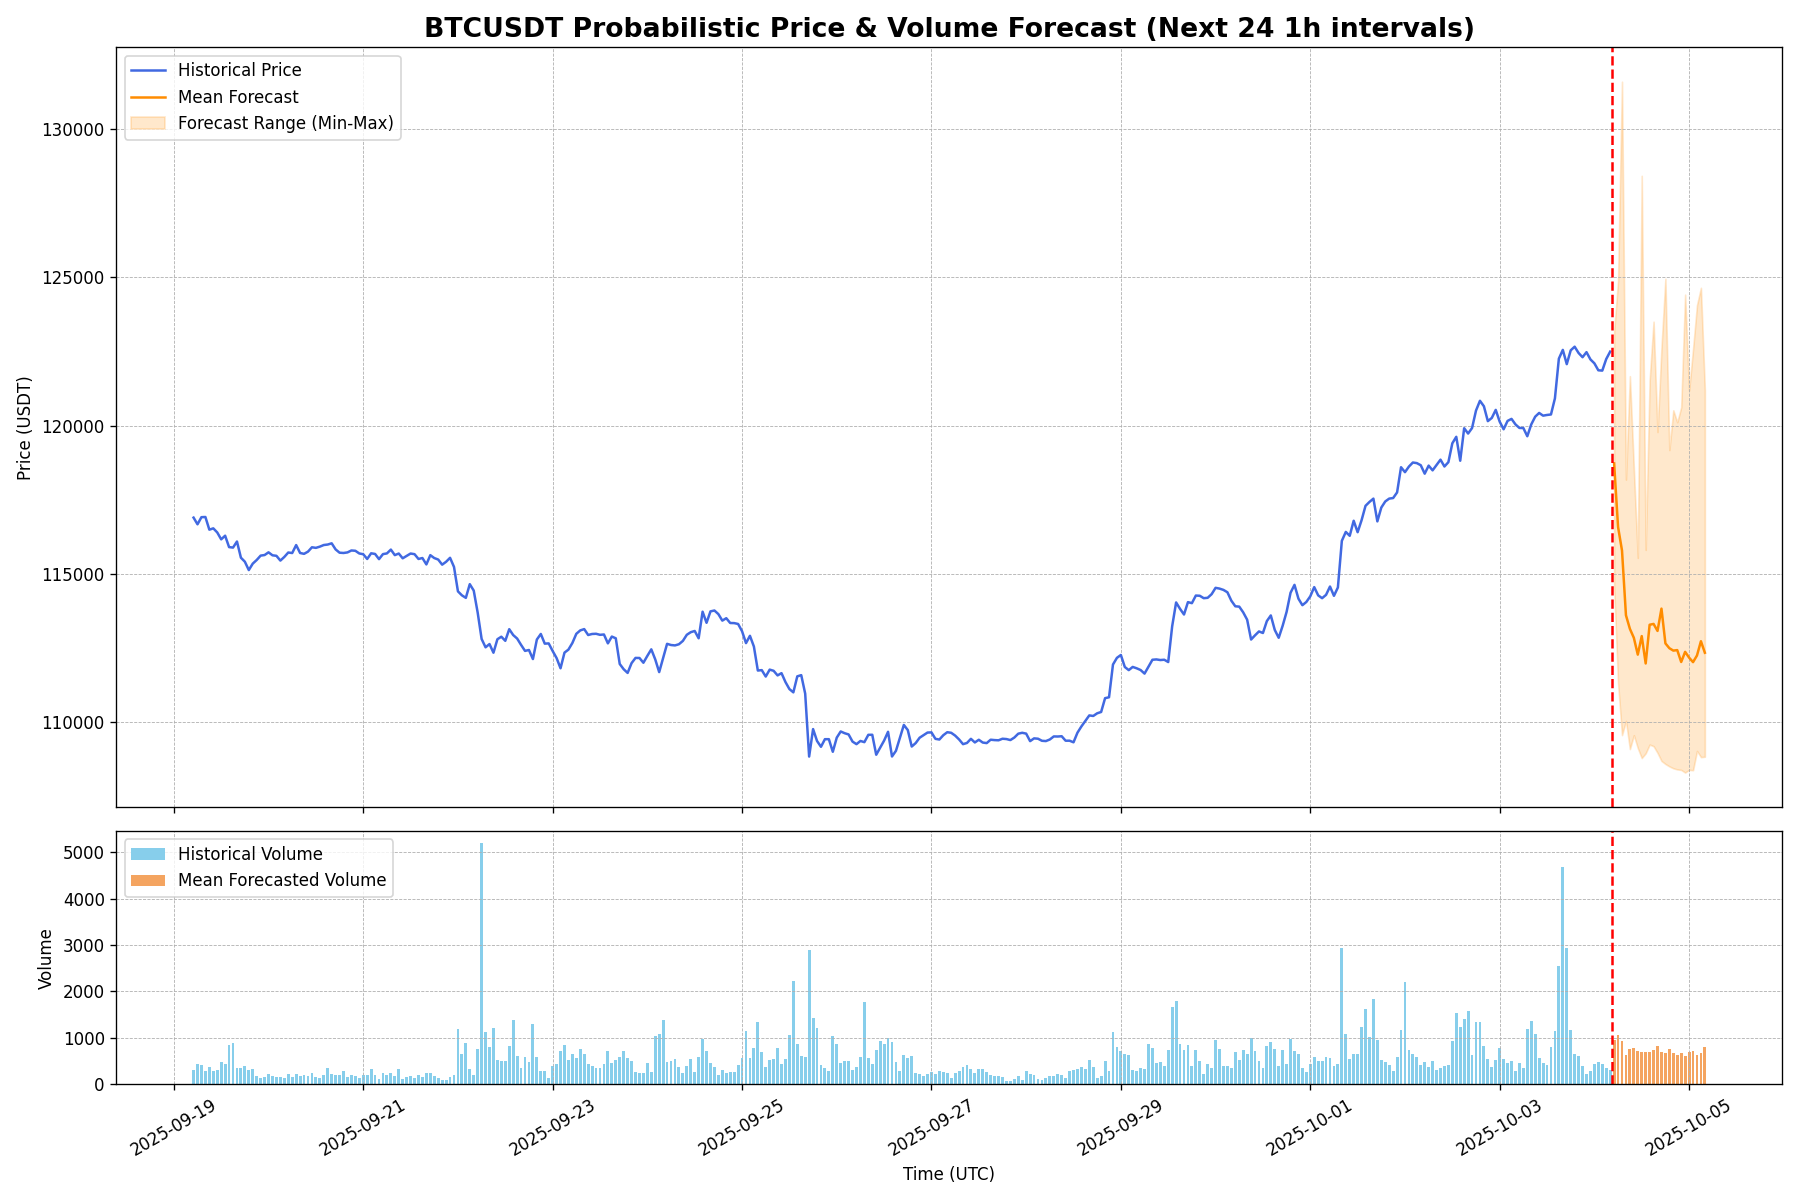 BTCUSDT Probabilistic Price & Volume Forecast (Next 24 1h intervals)
Historical Price
Mean Forecast
Forecast Range (Min-Max)
130000
125000
120000
115000
110000
Price (USDT)
Historical Volume
Mean Forecasted Volume
5000
4000
3000
2000
1000
0
Volume
2025-09-19
2025-09-21
2025-09-23
2025-09-25
2025-09-27
2025-09-29
2025-10-01
2025-10-03
2025-10-05
Time (UTC)